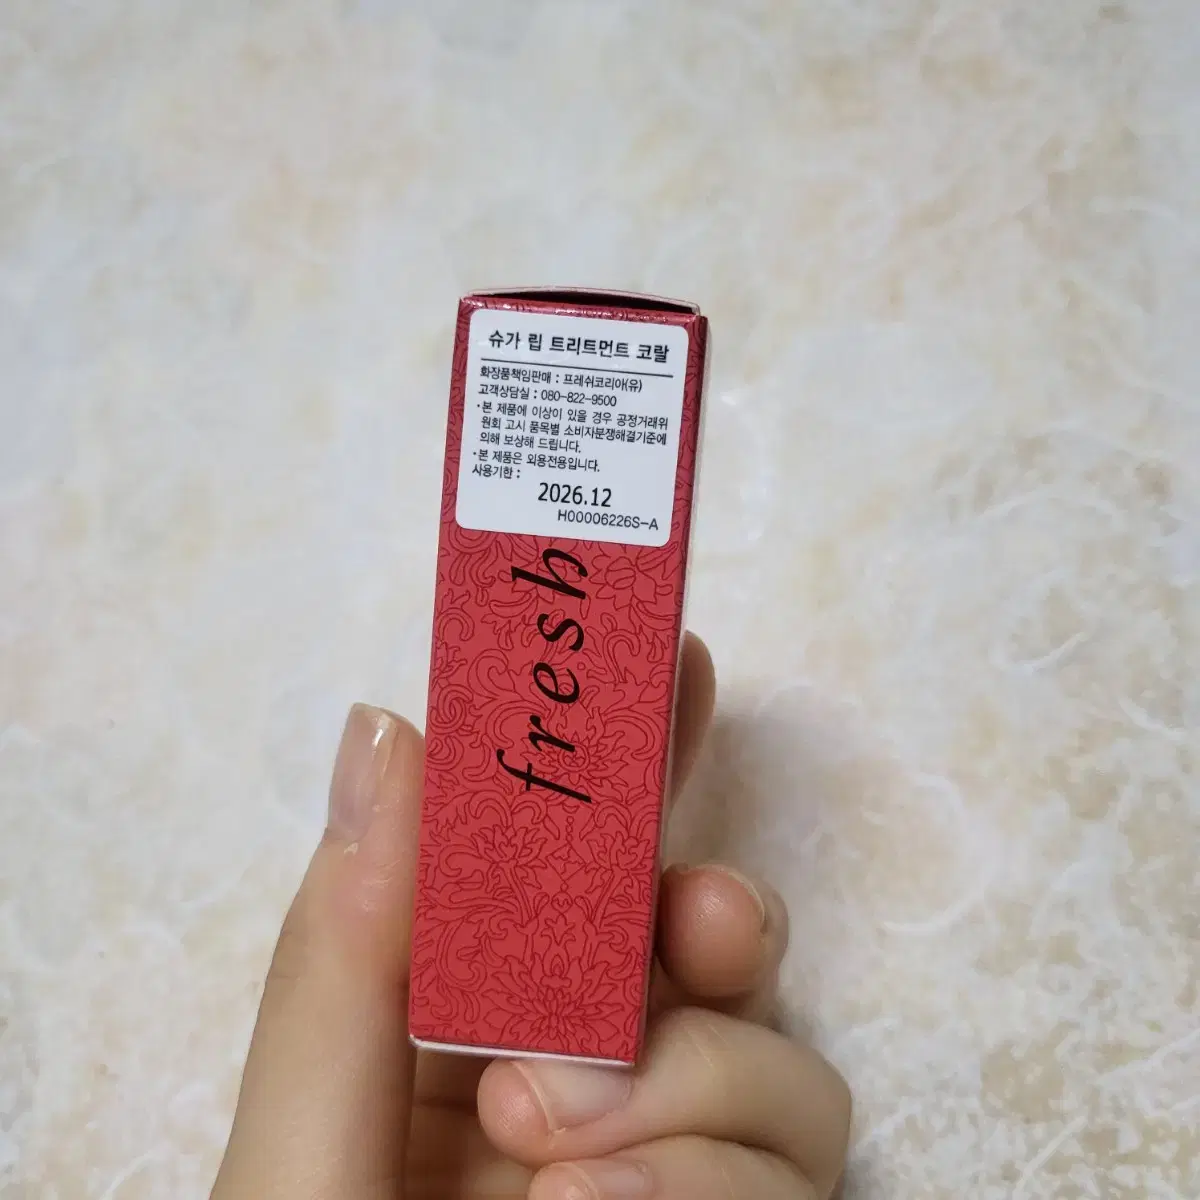 슈가 립 트리트먼트 코랄
화장품책임판매 : 프레쉬코리아(유)
고객상담실 : 080-822-9500
·본 제품에 이상이 있을 경우 공정거래위
원회 고시 품목별 소비자분쟁해결기준에
의해 보상해 드립니다.
·본 제품은 외용전용입니다.
사용기한 :
2026.12
H00006226S-A
fresh